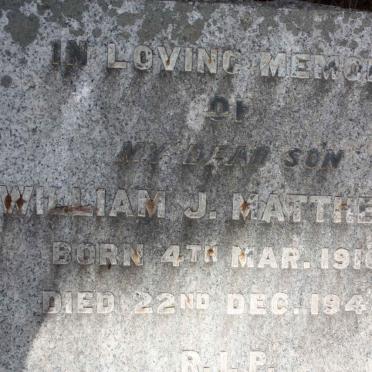 IN LOVING MEMO
OF
MY DEAR SON
WILLIAM J. MATTHE
BORN 4TH MAR. 191
DIED 22ND DEC. 194
R.I.P.